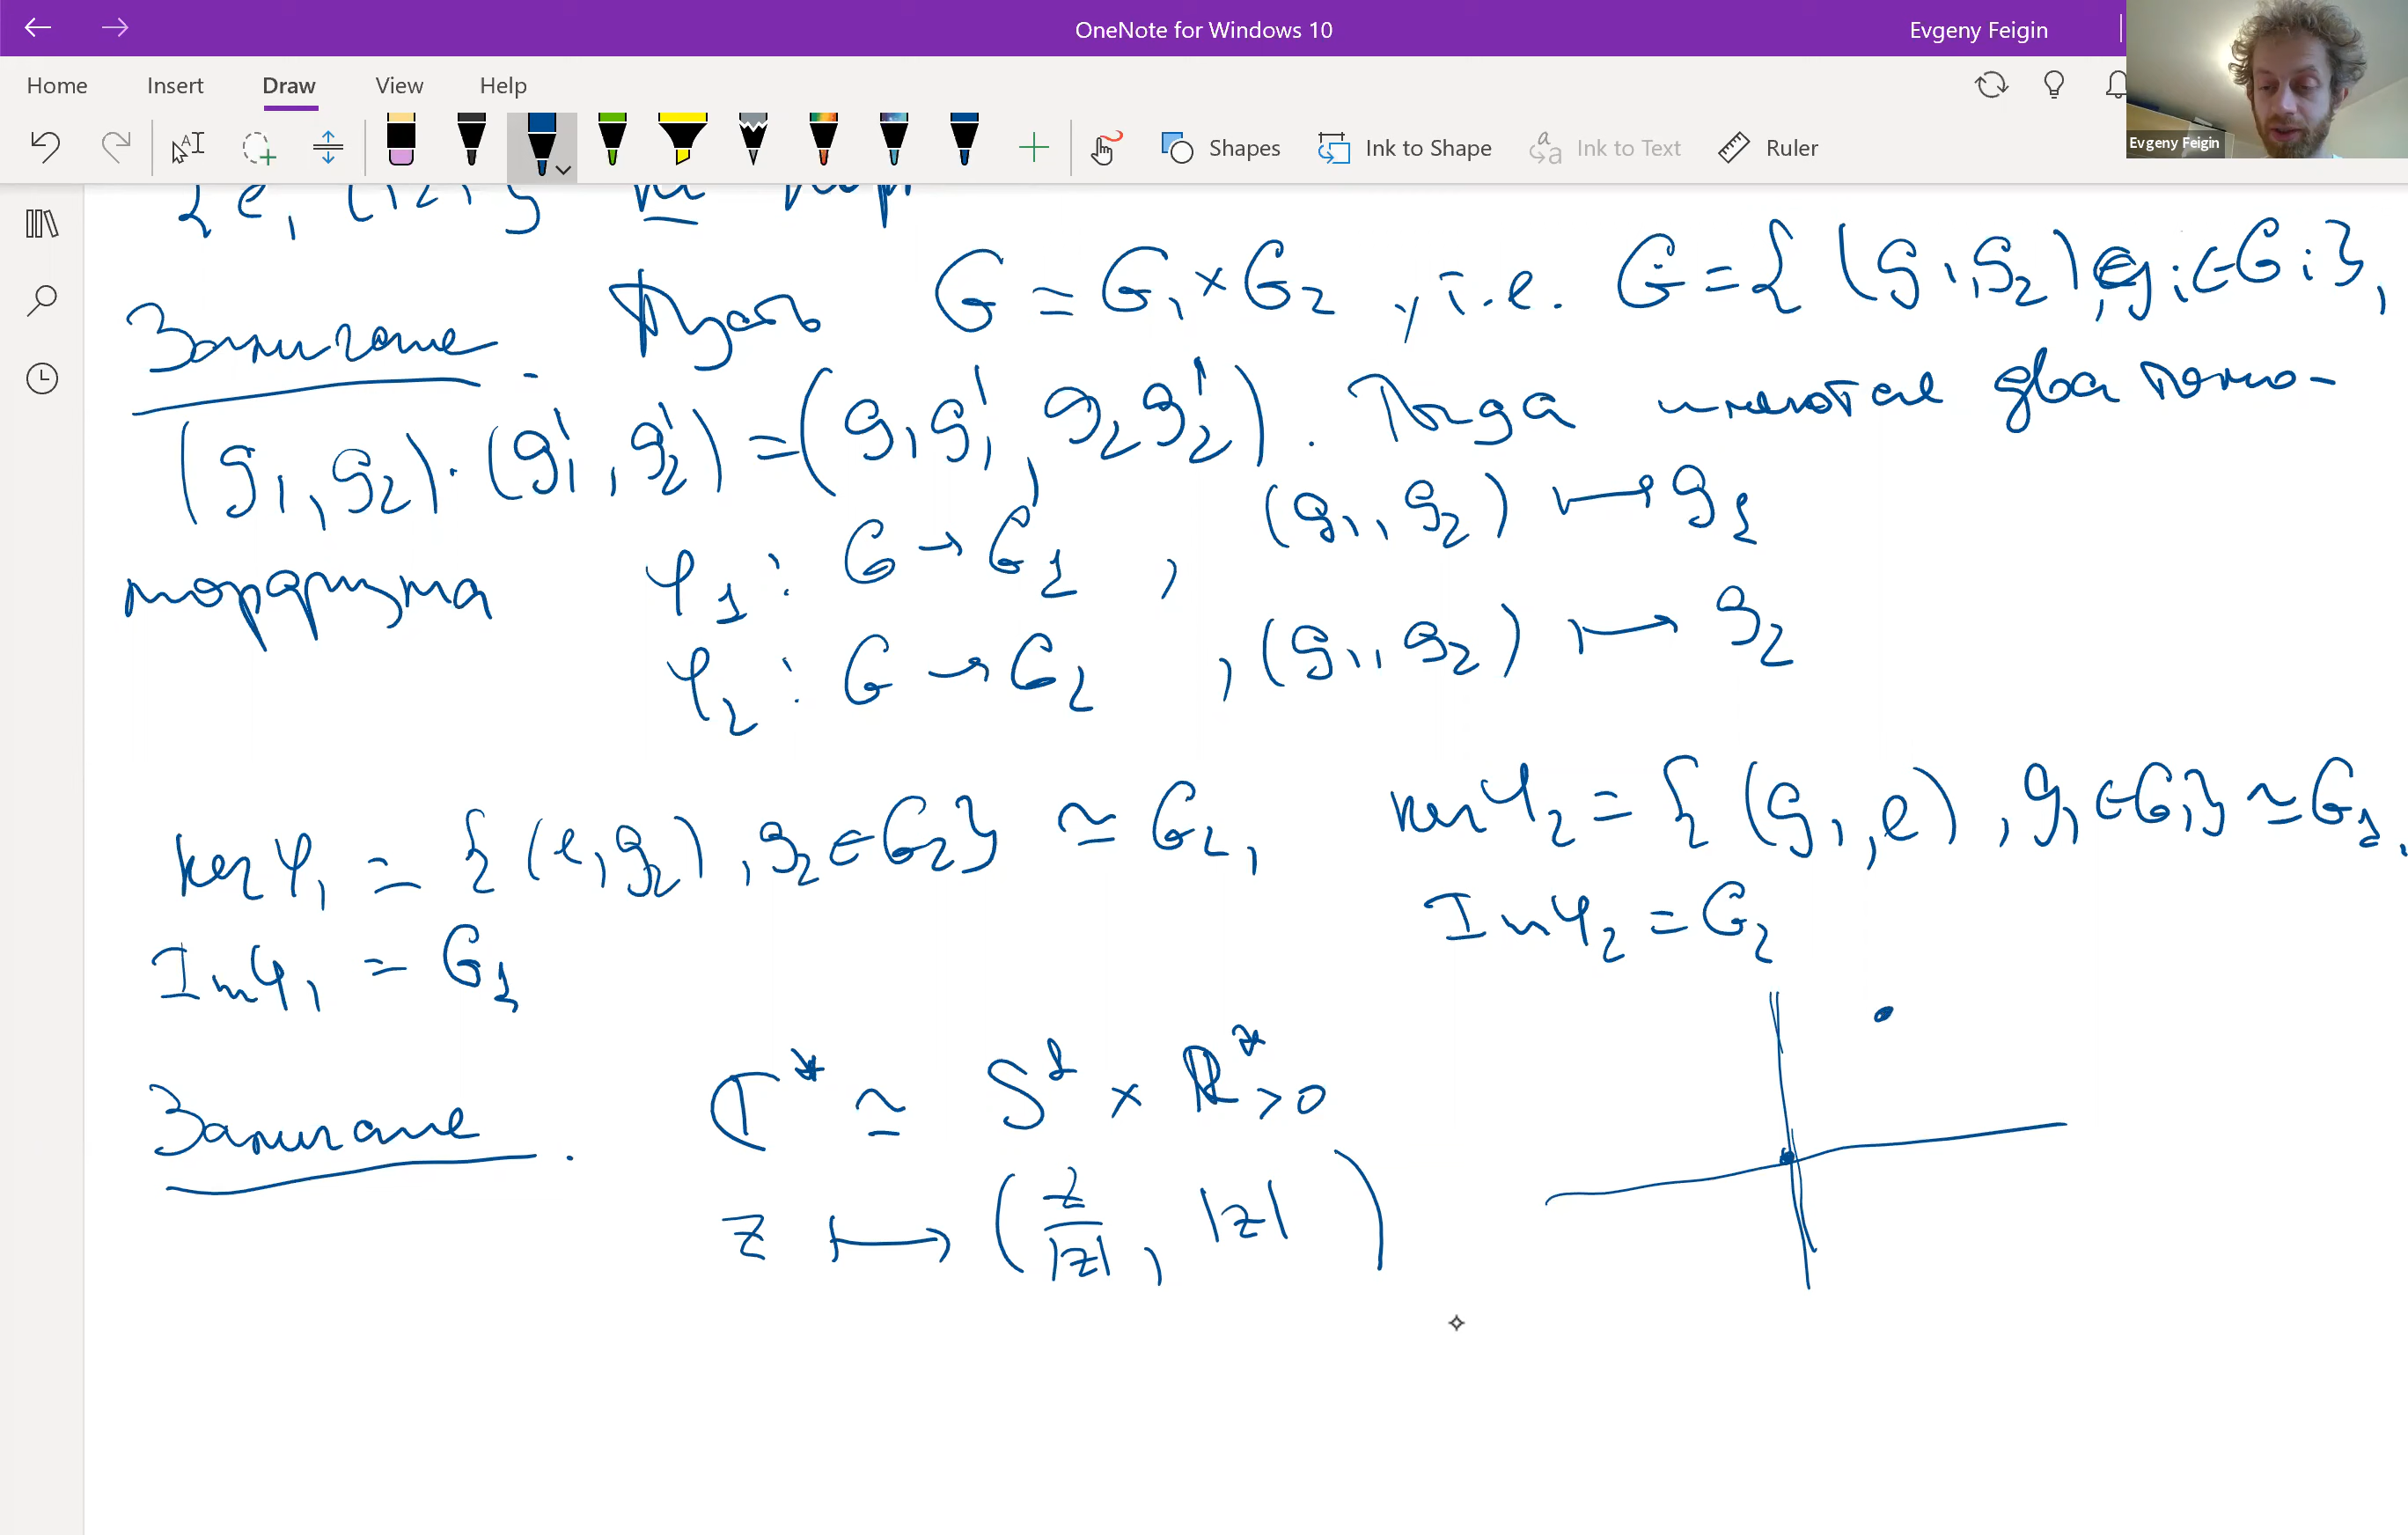 OneNote for Windows 10
Evgeny Feigin
Home Insert Draw View Help
Shapes Ink to Shape Ink to Text Ruler
Evgeny Feigin
Замечание. Пусть G = G₁ × G₂, т.е. G = { (g₁, g₂), gᵢ ∈ Gᵢ },
(g₁, g₂) · (g₁', g₂') = (g₁g₁', g₂g₂'). Тогда имеются два гомо-
морфизма φ₁ : G → G₁, (g₁, g₂) ↦ g₁
φ₂ : G → G₂, (g₁, g₂) ↦ g₂
ker φ₁ = { (e, g₂), g₂ ∈ G₂ } ≃ G₂, ker φ₂ = { (g₁, e), g₁ ∈ G₁ } ≃ G₁.
Im φ₁ = G₁ Im φ₂ = G₂
Замечание. ℂ* ≃ S¹ × ℝ*>0
z ↦ (z/|z|, |z|)